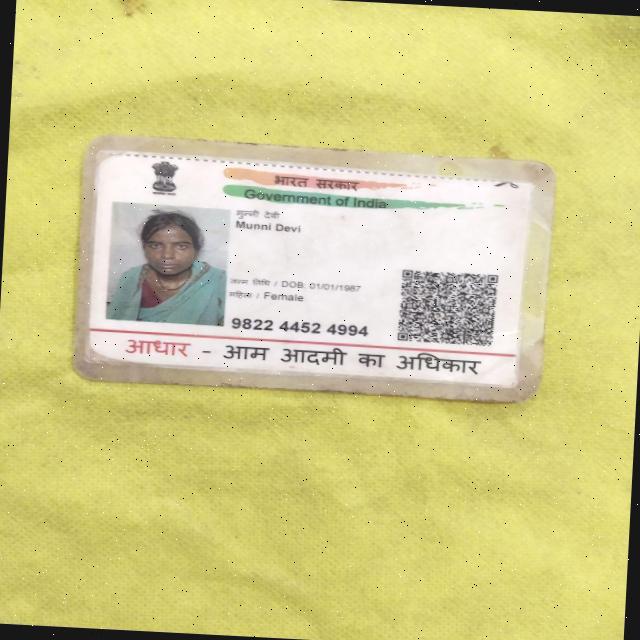 भारत सरकार
Government of India
मुन्नी देवी
Munni Devi
जन्म तिथि / DOB: 01/01/1987
महिला / Female
9822 4452 4994
आधार - आम आदमी का अधिकार